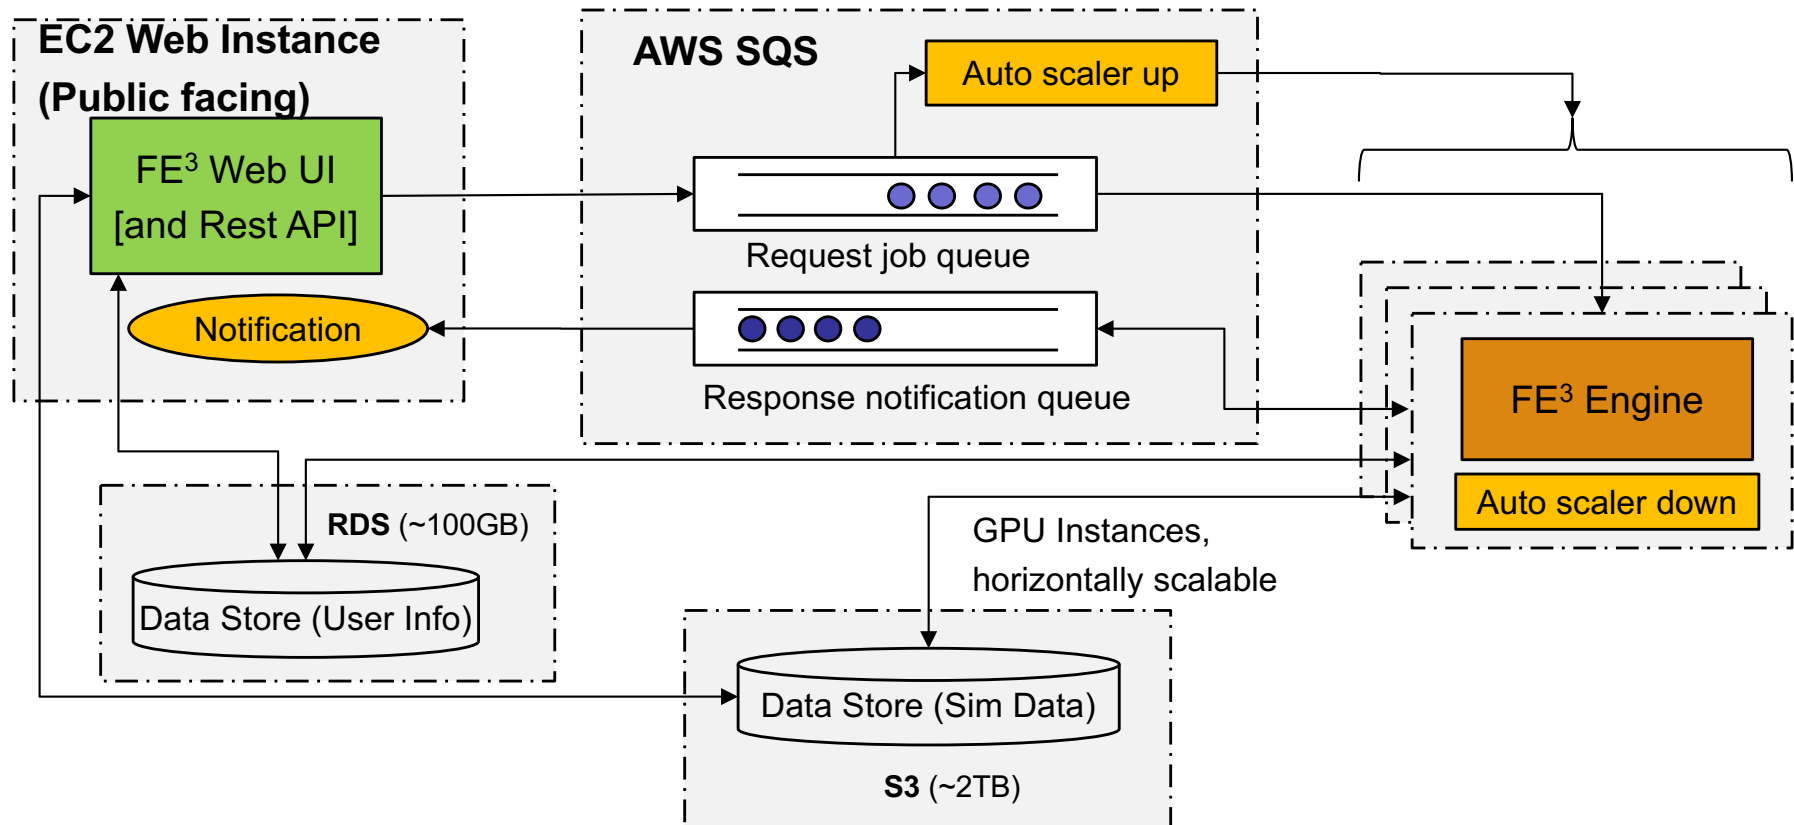 EC2 Web Instance
(Public facing)
FE³ Web UI
[and Rest API]
Notification
AWS SQS
Auto scaler up
Request job queue
Response notification queue
FE³ Engine
Auto scaler down
GPU Instances,
horizontally scalable
RDS (~100GB)
Data Store (User Info)
Data Store (Sim Data)
S3 (~2TB)